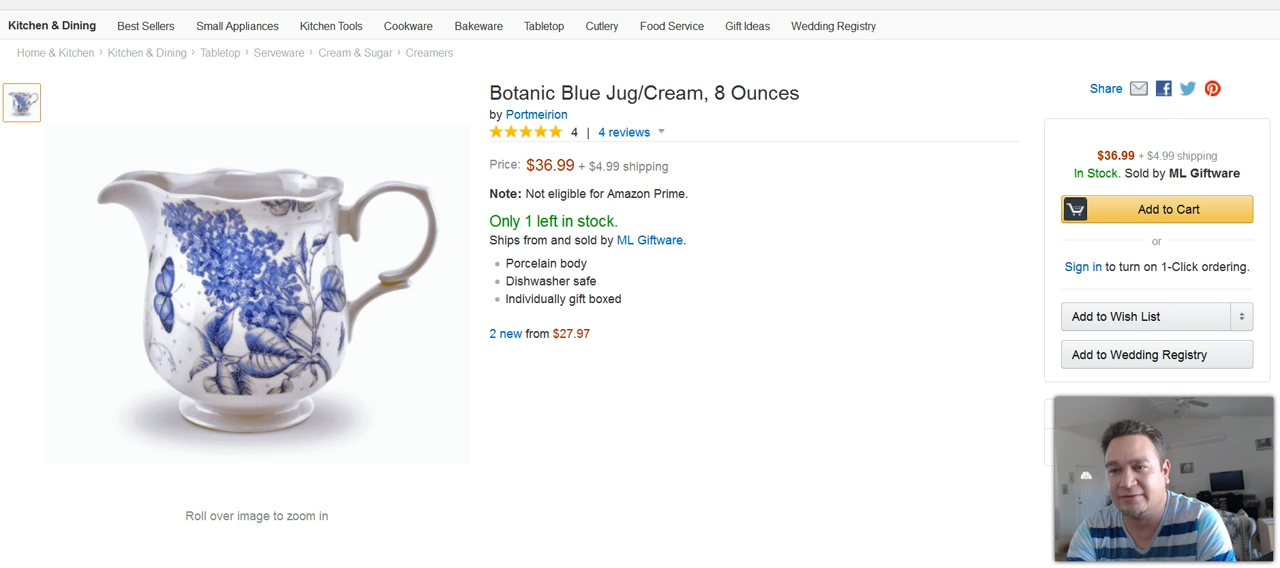 Kitchen & Dining Best Sellers Small Appliances Kitchen Tools Cookware Bakeware Tabletop Cutlery Food Service Gift Ideas Wedding Registry
Home & Kitchen › Kitchen & Dining › Tabletop › Serveware › Cream & Sugar › Creamers
Botanic Blue Jug/Cream, 8 Ounces
by Portmeirion
4 | 4 reviews
Price: $36.99 + $4.99 shipping
Note: Not eligible for Amazon Prime.
Only 1 left in stock.
Ships from and sold by ML Giftware.
Porcelain body
Dishwasher safe
Individually gift boxed
2 new from $27.97
Roll over image to zoom in
Share
$36.99 + $4.99 shipping
In Stock. Sold by ML Giftware
Add to Cart
or
Sign in to turn on 1-Click ordering.
Add to Wish List
Add to Wedding Registry